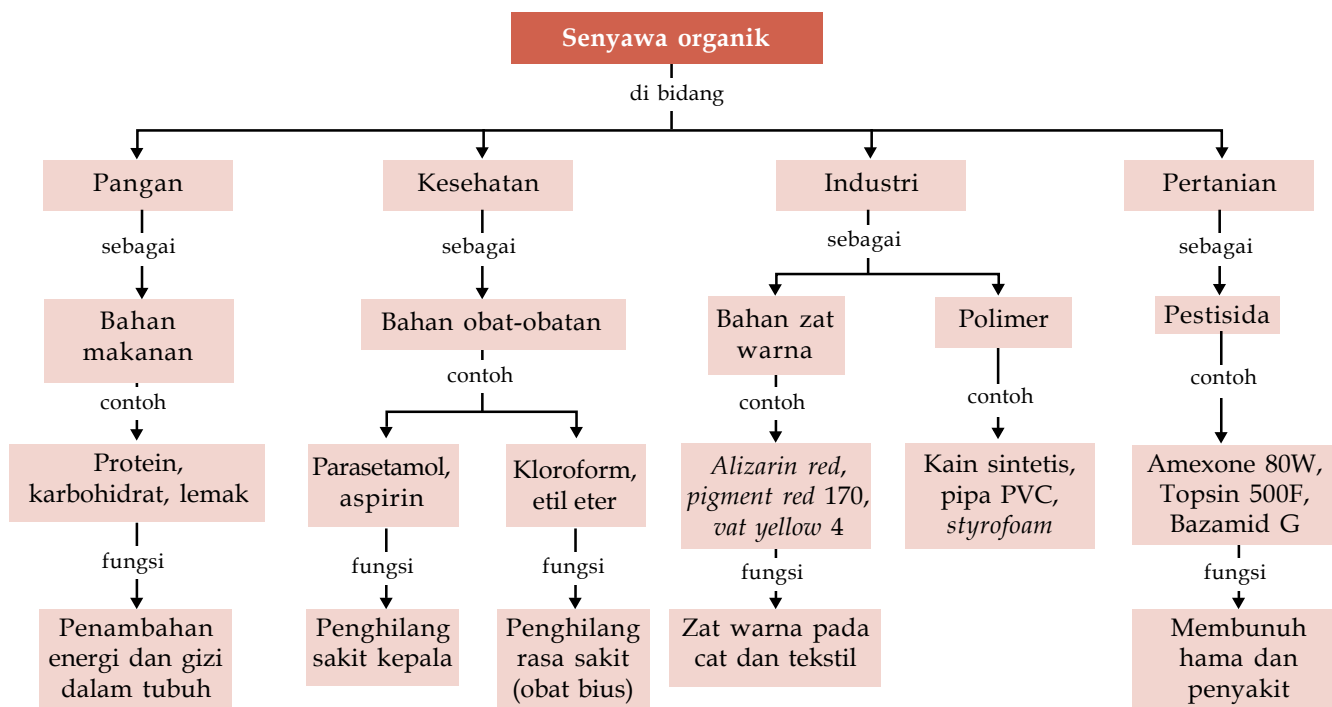 Senyawa organik
di bidang
Pangan
Kesehatan
Industri
Pertanian
sebagai
sebagai
sebagai
sebagai
Bahan
makanan
Bahan obat-obatan
Bahan zat
warna
Polimer
Pestisida
contoh
contoh
contoh
contoh
contoh
Protein,
karbohidrat, lemak
Parasetamol,
aspirin
Kloroform,
etil eter
Alizarin red,
pigment red 170,
vat yellow 4
Kain sintetis,
pipa PVC,
styrofoam
Amexone 80W,
Topsin 500F,
Bazamid G
fungsi
fungsi
fungsi
fungsi
fungsi
Penambahan
energi dan gizi
dalam tubuh
Penghilang
sakit kepala
Penghilang
rasa sakit
(obat bius)
Zat warna pada
cat dan tekstil
Membunuh
hama dan
penyakit